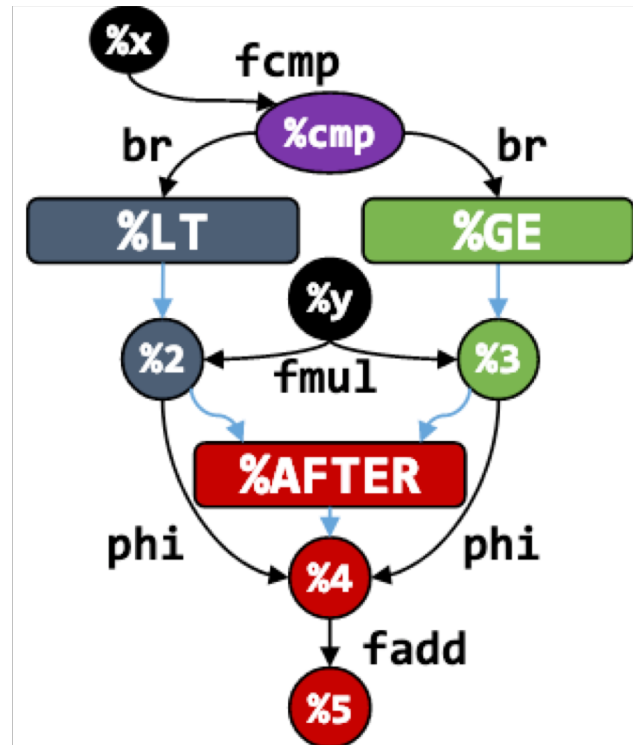 %x
fcmp
%cmp
br
br
%LT
%GE
%y
%2
%3
fmul
%AFTER
phi
phi
%4
fadd
%5